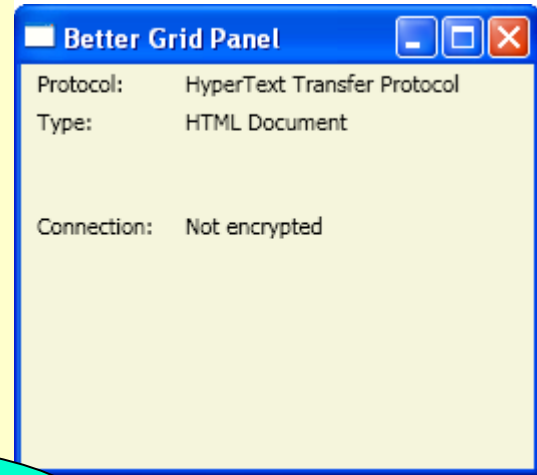 Better Grid Panel
Protocol: HyperText Transfer Protocol
Type: HTML Document
Connection: Not encrypted